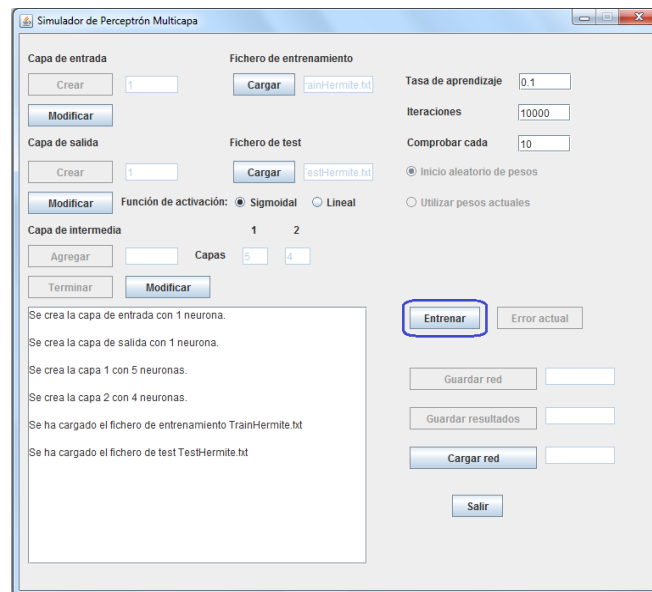 Simulador de Perceptrón Multicapa
Capa de entrada
Fichero de entrenamiento
Crear 1
Cargar rainHermite.txt
Tasa de aprendizaje 0.1
Modificar
Iteraciones 10000
Capa de salida
Fichero de test
Comprobar cada 10
Crear 1
Cargar estHermite.txt
Inicio aleatorio de pesos
Modificar
Función de activación: Sigmoidal Lineal
Utilizar pesos actuales
Capa de intermedia
1 2
Agregar
Capas 5 4
Terminar
Modificar
Se crea la capa de entrada con 1 neurona.
Se crea la capa de salida con 1 neurona.
Se crea la capa 1 con 5 neuronas.
Se crea la capa 2 con 4 neuronas.
Se ha cargado el fichero de entrenamiento TrainHermite.txt
Se ha cargado el fichero de test TestHermite.txt
Entrenar
Error actual
Guardar red
Guardar resultados
Cargar red
Salir